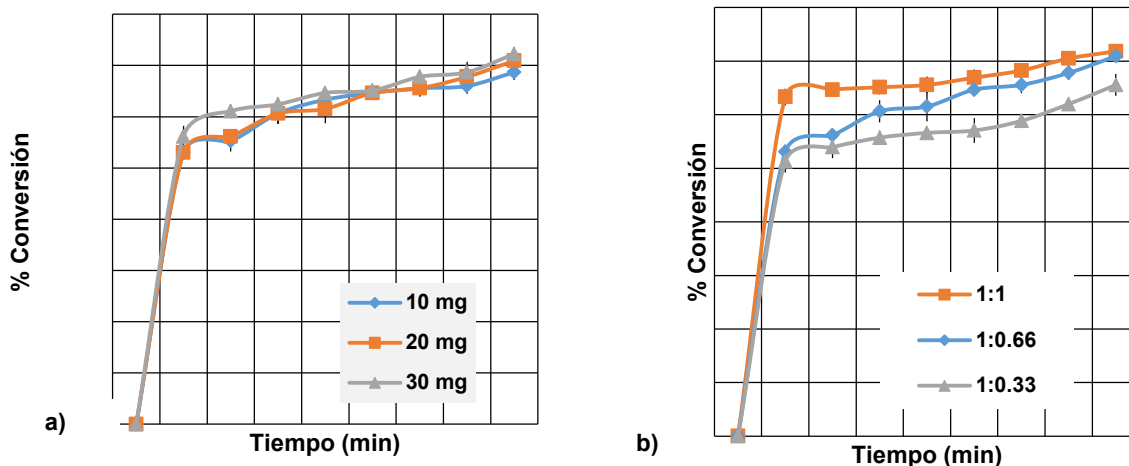 % Conversión
10 mg
20 mg
30 mg
a)
Tiempo (min)
% Conversión
1:1
1:0.66
1:0.33
b)
Tiempo (min)